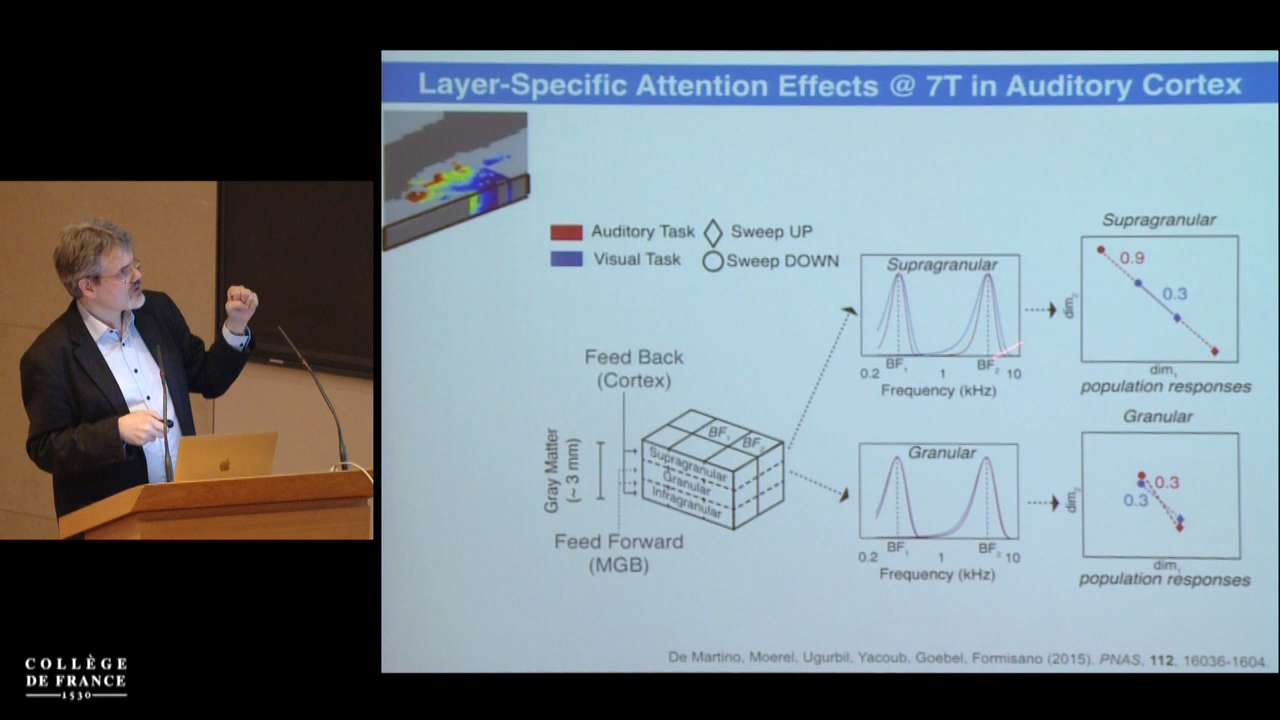 Layer-Specific Attention Effects @ 7T in Auditory Cortex
Auditory Task
Sweep UP
Visual Task
Sweep DOWN
Supragranular
BF1
BF2
0.2
1
10
Frequency (kHz)
Supragranular
0.9
0.3
dim2
dim1
population responses
Feed Back
(Cortex)
Gray Matter
(~ 3 mm)
BF1
BF2
Supragranular
Granular
Infragranular
Feed Forward
(MGB)
Granular
BF1
BF2
0.2
1
10
Frequency (kHz)
Granular
0.3
0.3
dim2
dim1
population responses
De Martino, Moerel, Ugurbil, Yacoub, Goebel, Formisano (2015). PNAS, 112, 16036-1604.
COLLÈGE
DE FRANCE
1530